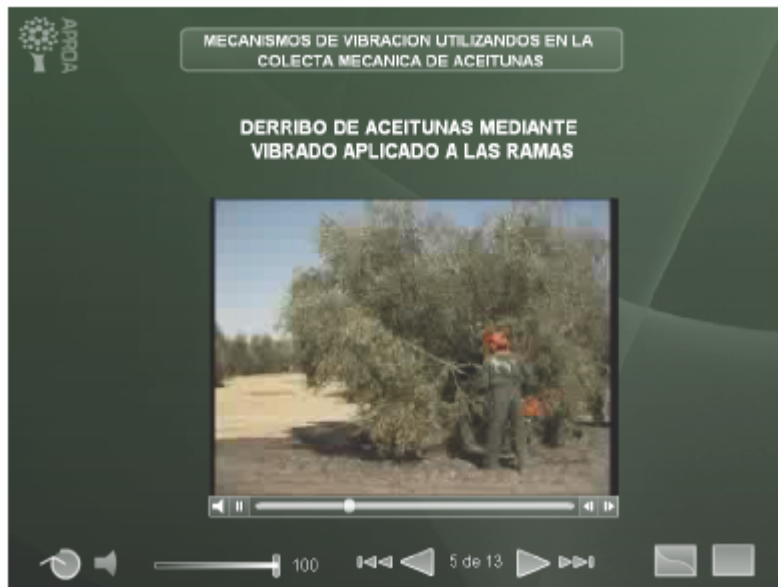 APROA
MECANISMOS DE VIBRACION UTILIZANDOS EN LA
COLECTA MECANICA DE ACEITUNAS
DERRIBO DE ACEITUNAS MEDIANTE
VIBRADO APLICADO A LAS RAMAS
100
5 de 13